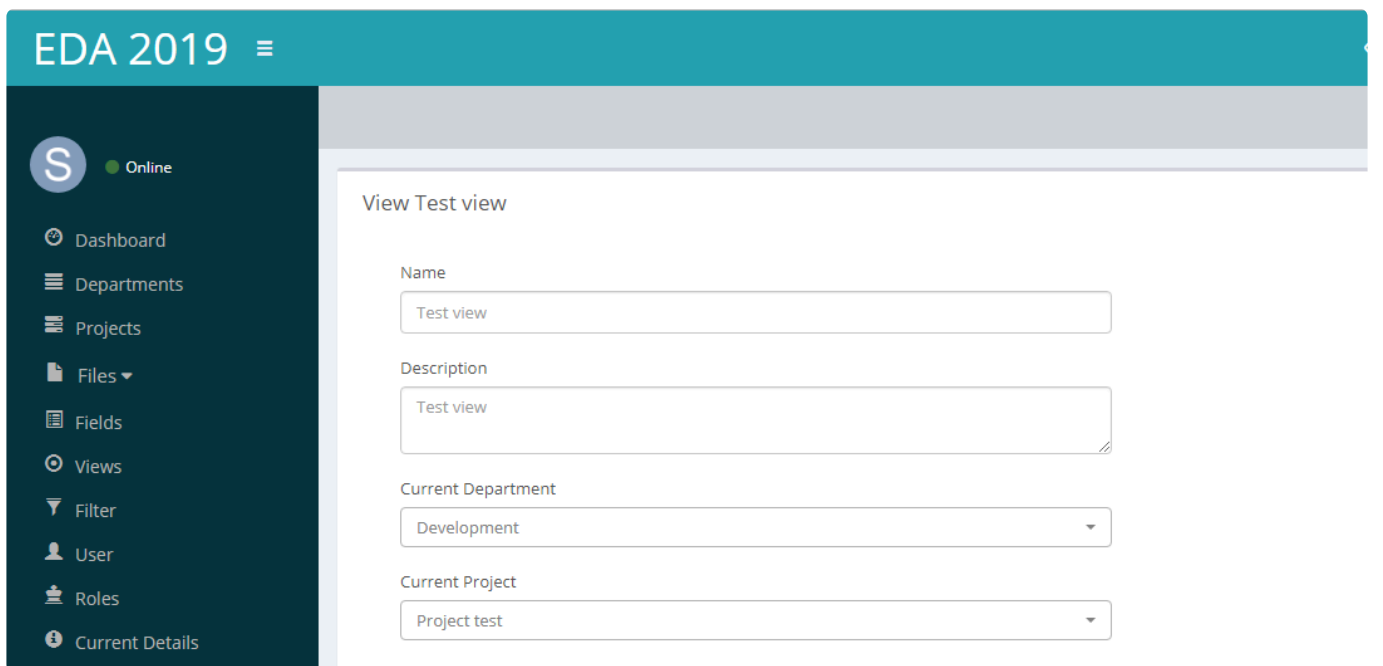 EDA 2019
S
Online
Dashboard
Departments
Projects
Files
Fields
Views
Filter
User
Roles
Current Details
View Test view
Name
Test view
Description
Test view
Current Department
Development
Current Project
Project test